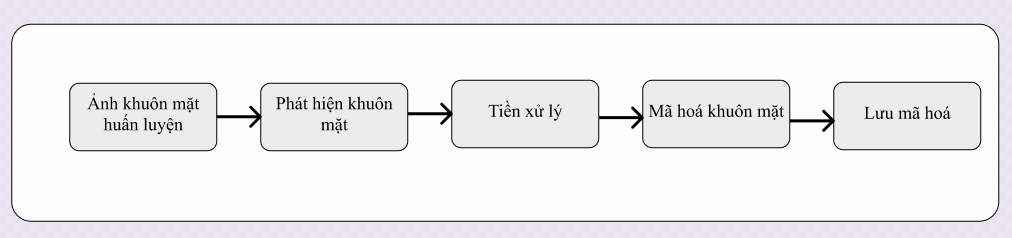 Ảnh khuôn mặt
huấn luyện
Phát hiện khuôn
mặt
Tiền xử lý
Mã hoá khuôn mặt
Lưu mã hoá